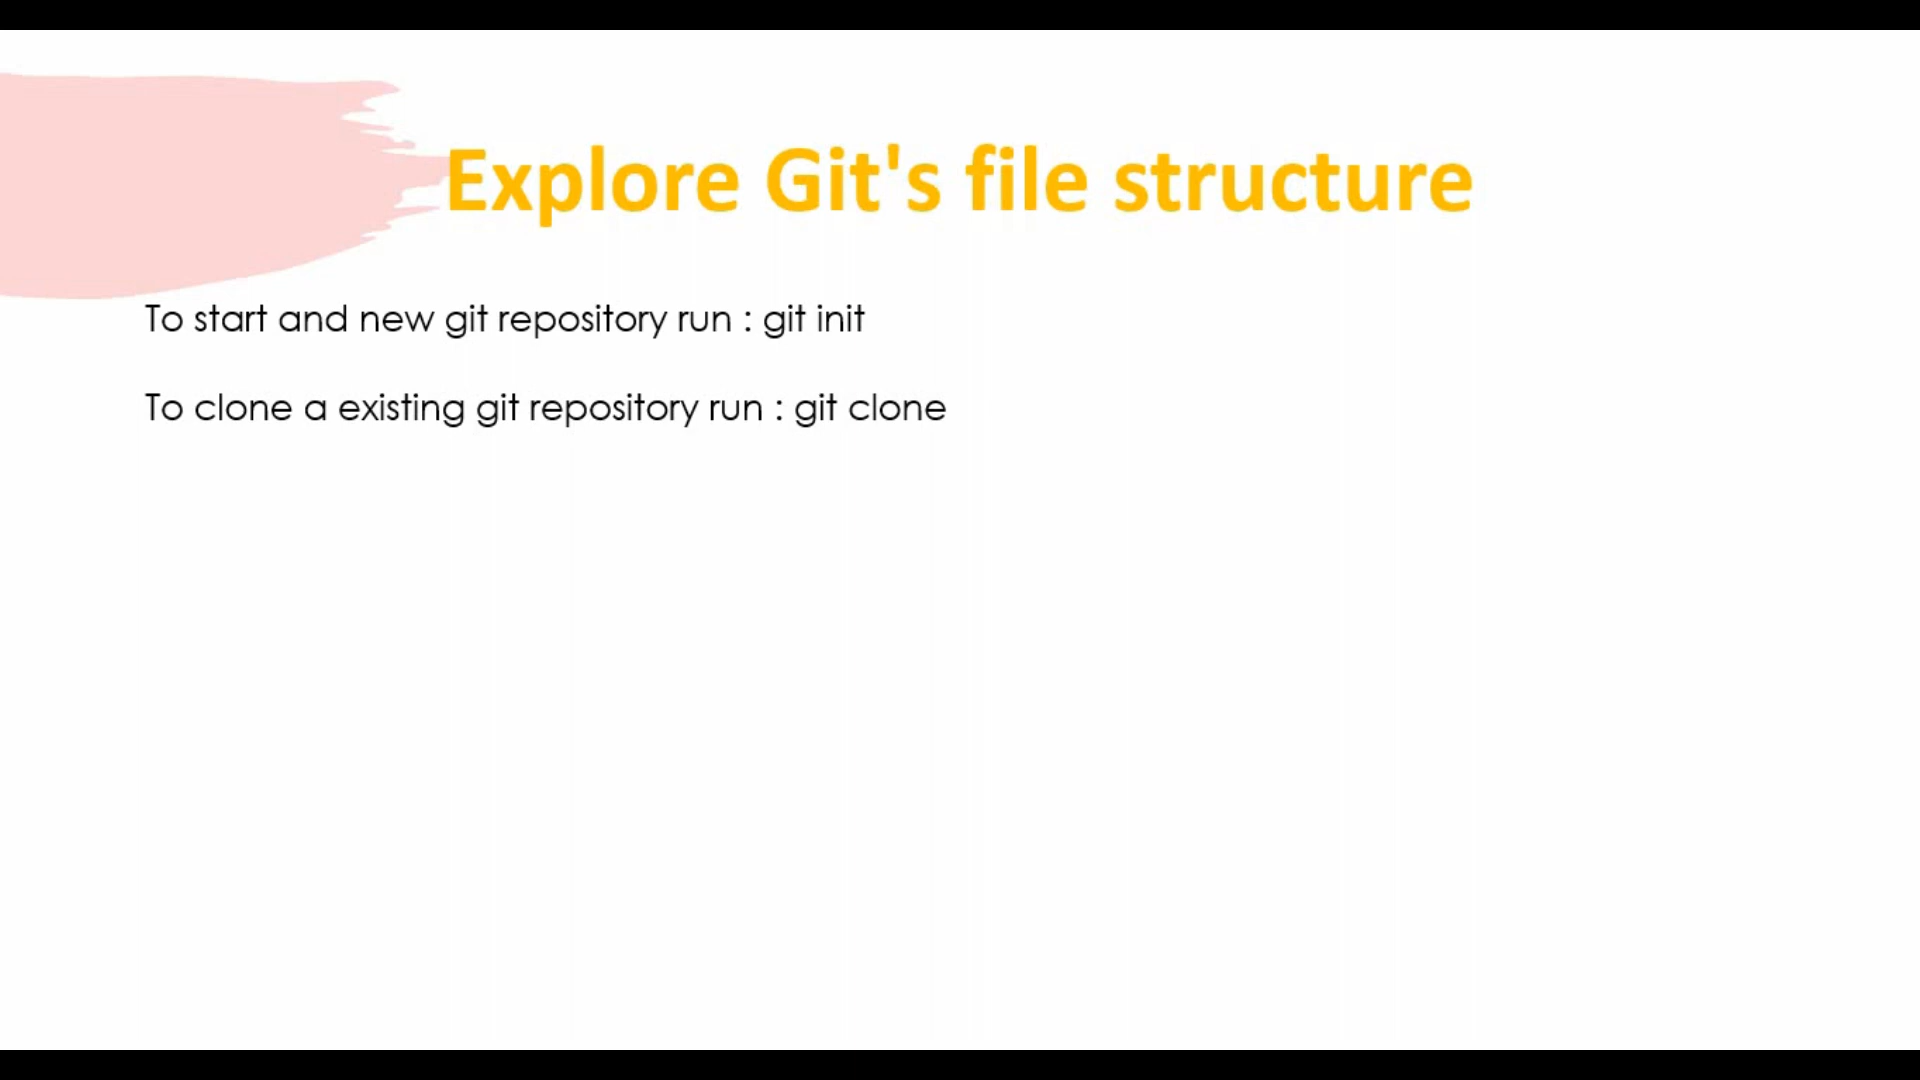 Explore Git's file structure
To start and new git repository run : git init
To clone a existing git repository run : git clone